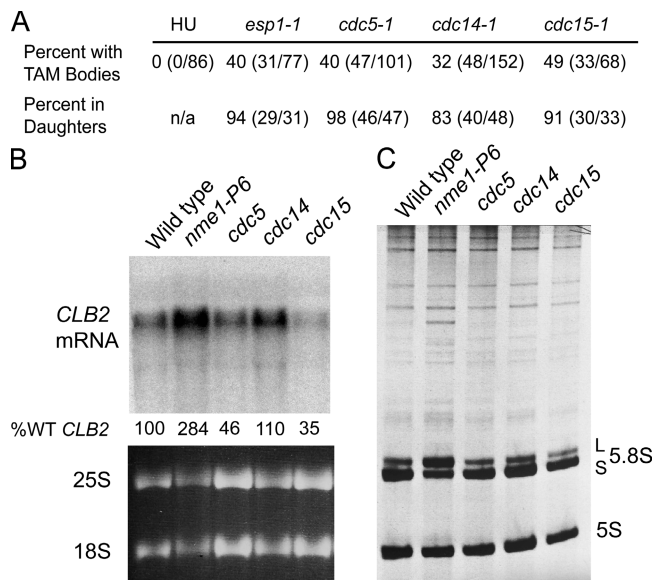 A
HU esp1-1 cdc5-1 cdc14-1 cdc15-1
Percent with TAM Bodies 0 (0/86) 40 (31/77) 40 (47/101) 32 (48/152) 49 (33/68)
Percent in Daughters n/a 94 (29/31) 98 (46/47) 83 (40/48) 91 (30/33)
B
Wild type nme1-P6 cdc5 cdc14 cdc15
CLB2
mRNA
%WT CLB2 100 284 46 110 35
25S
18S
C
Wild type nme1-P6 cdc5 cdc14 cdc15
L
5.8S
S
5S